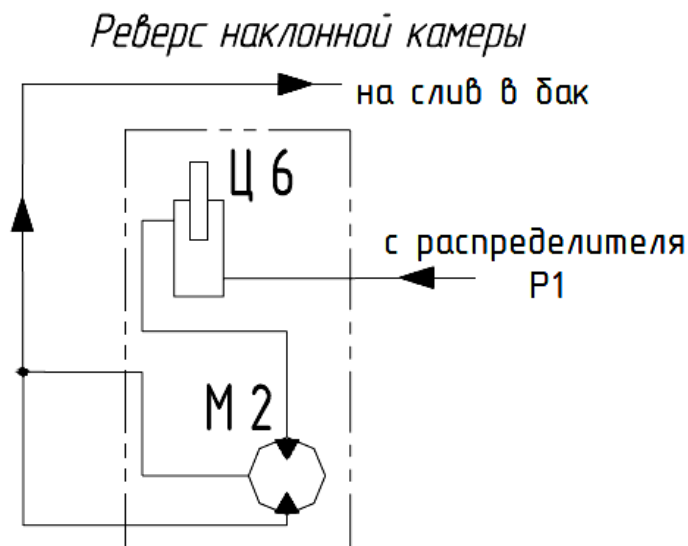 Реверс наклонной камеры
на слив в бак
Ц 6
с распределителя
Р1
М 2